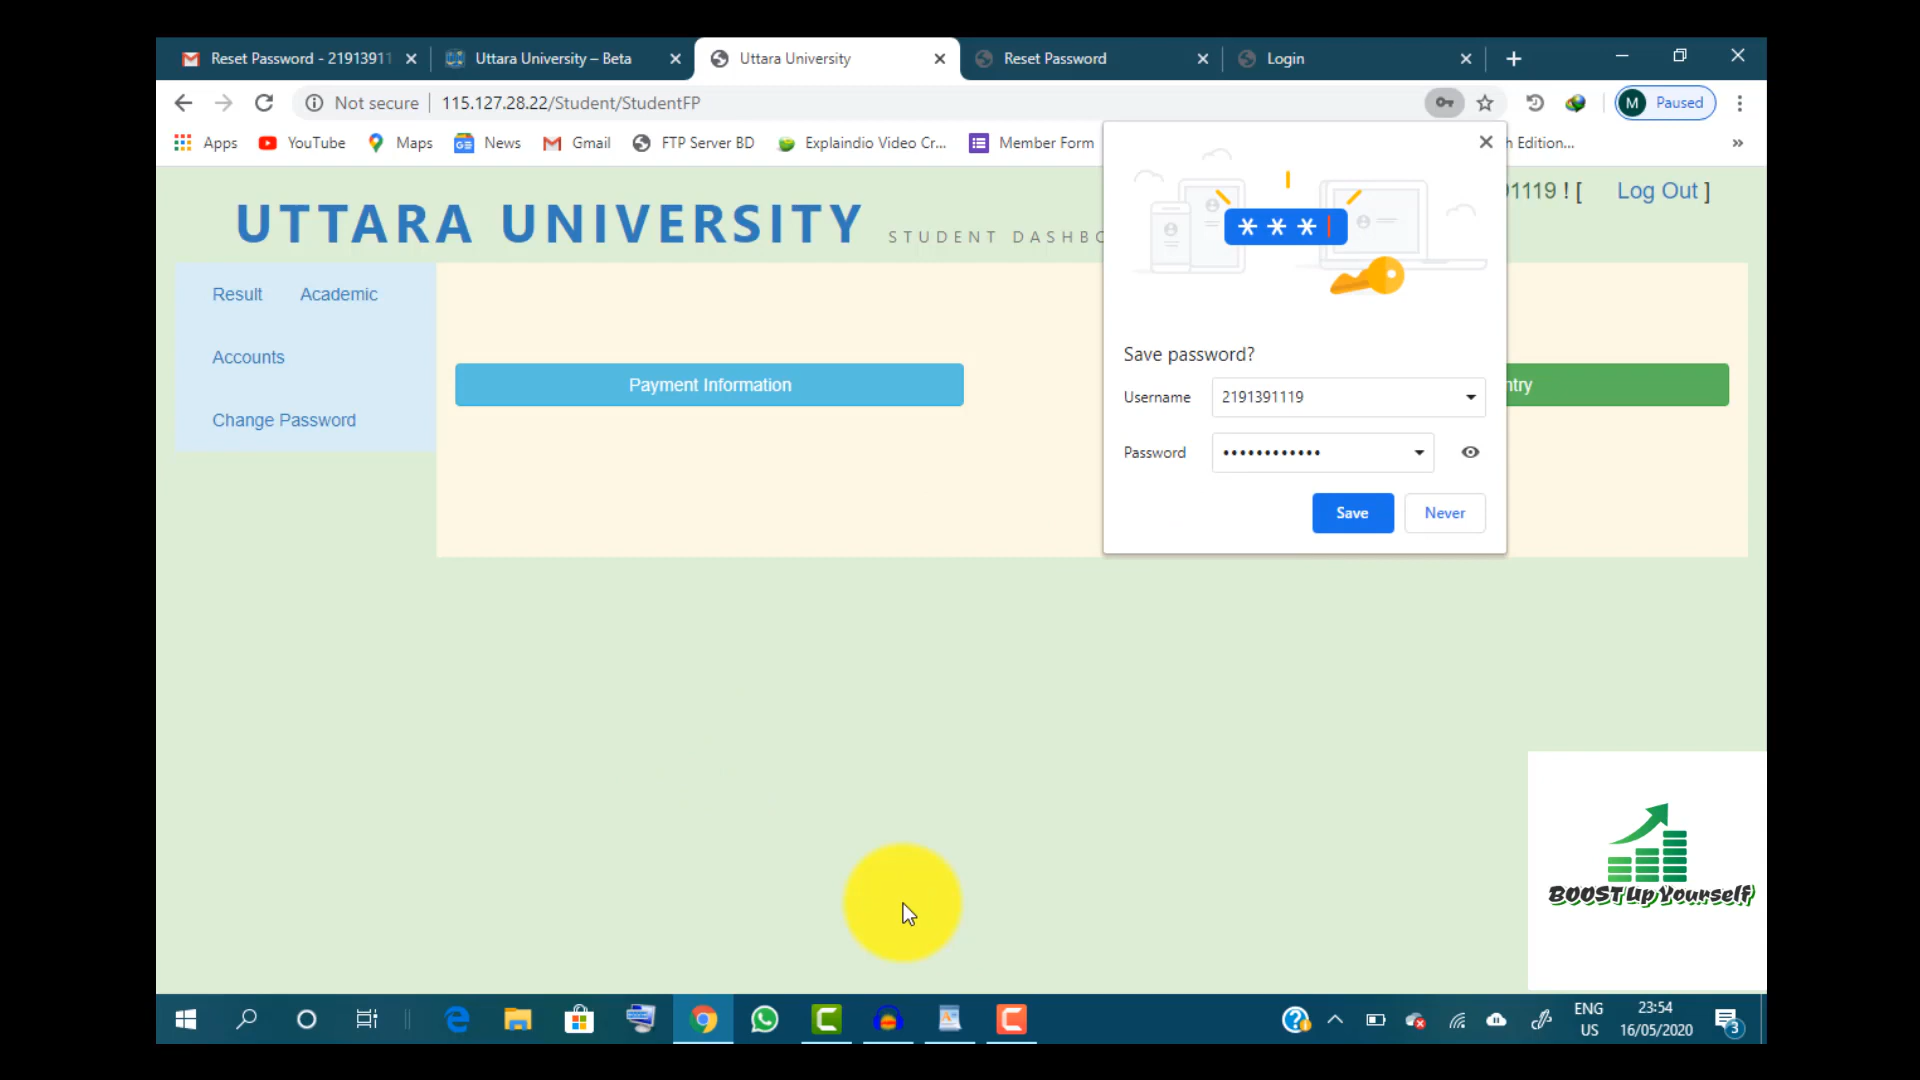 Reset Password - 21913911
Uttara University – Beta
Uttara University
Reset Password
Login
Not secure
115.127.28.22/Student/StudentFP
M Paused
Apps
YouTube
Maps
News
Gmail
FTP Server BD
Explaindio Video Cr...
Member Form
h Edition...
»
UTTARA UNIVERSITY
STUDENT DASHBO
91119 ! [ Log Out ]
Result
Academic
Accounts
Change Password
Payment Information
ntry
* * *
Save password?
Username
2191391119
Password
••••••••••••
Save
Never
BOOST Up Yourself
ENG
US
23:54
16/05/2020
3